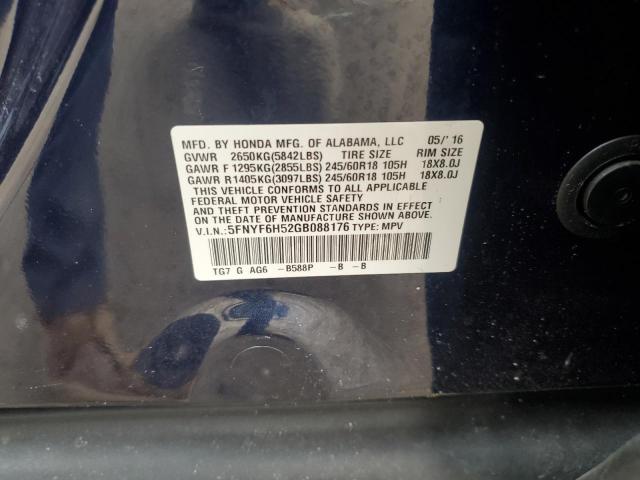 MFD. BY HONDA MFG. OF ALABAMA, LLC 05/'16
GVWR 2650KG(5842LBS) TIRE SIZE RIM SIZE
GAWR F 1295KG(2855LBS) 245/60R18 105H 18X8.0J
GAWR R1405KG(3097LBS) 245/60R18 105H 18X8.0J
THIS VEHICLE CONFORMS TO ALL APPLICABLE
FEDERAL MOTOR VEHICLE SAFETY
AND THEFT PREVENTION STANDARDS IN EFFECT
ON THE DATE OF MANUFACTURE SHOWN ABOVE.
V.I.N.:5FNYF6H52GB088176 TYPE: MPV
TG7 G AG6 -B588P -B -B